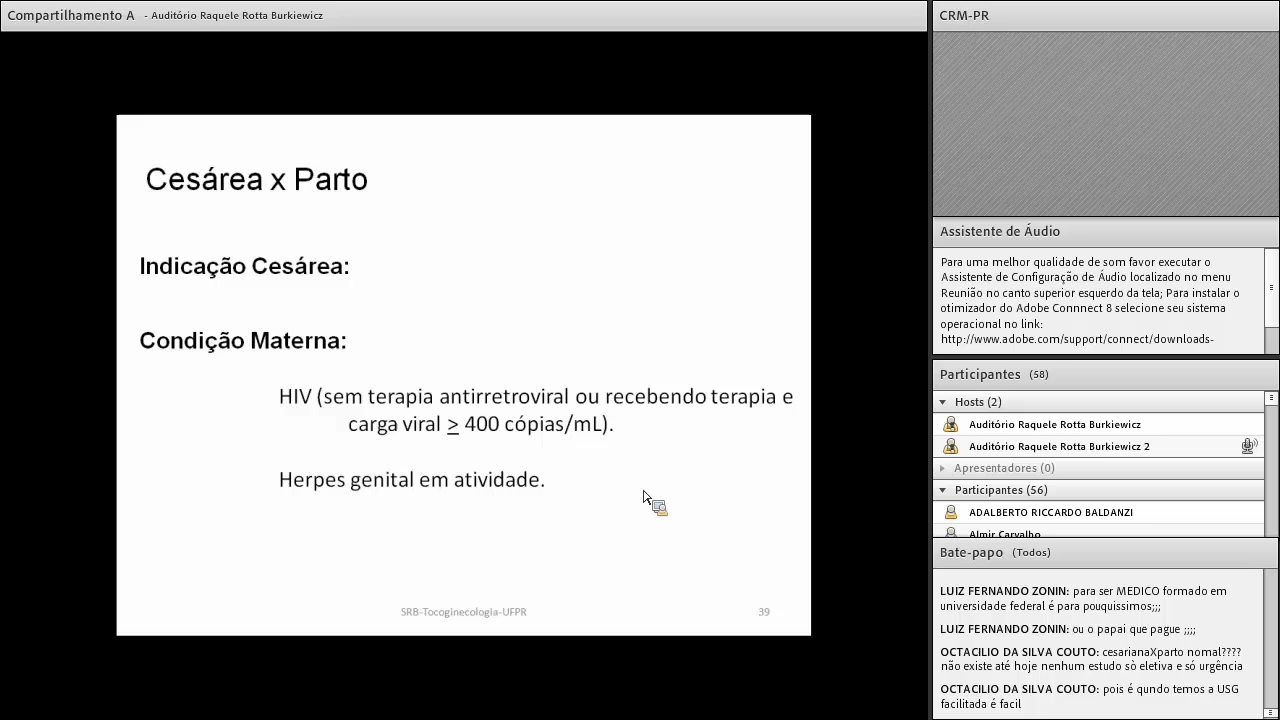 Compartilhamento A - Auditório Raquele Rotta Burkiewicz
Cesárea x Parto
Indicação Cesárea:
Condição Materna:
HIV (sem terapia antirretroviral ou recebendo terapia e
carga viral > 400 cópias/mL).
Herpes genital em atividade.
SRB-Tocoginecologia-UFPR
39
CRM-PR
Assistente de Áudio
Para uma melhor qualidade de som favor executar o
Assistente de Configuração de Áudio localizado no menu
Reunião no canto superior esquerdo da tela; Para instalar o
otimizador do Adobe Connnect 8 selecione seu sistema
operacional no link:
http://www.adobe.com/support/connect/downloads-
Participantes (58)
Hosts (2)
Auditório Raquele Rotta Burkiewicz
Auditório Raquele Rotta Burkiewicz 2
Apresentadores (0)
Participantes (56)
ADALBERTO RICCARDO BALDANZI
Almir Carvalho
Bate-papo (Todos)
LUIZ FERNANDO ZONIN: para ser MEDICO formado em
universidade federal é para pouquissimos;;;
LUIZ FERNANDO ZONIN: ou o papai que pague ;;;;
OCTACILIO DA SILVA COUTO: cesarianaXparto nomal????
não existe até hoje nenhum estudo sò eletiva e só urgência
OCTACILIO DA SILVA COUTO: pois é qundo temos a USG
facilitada é facil